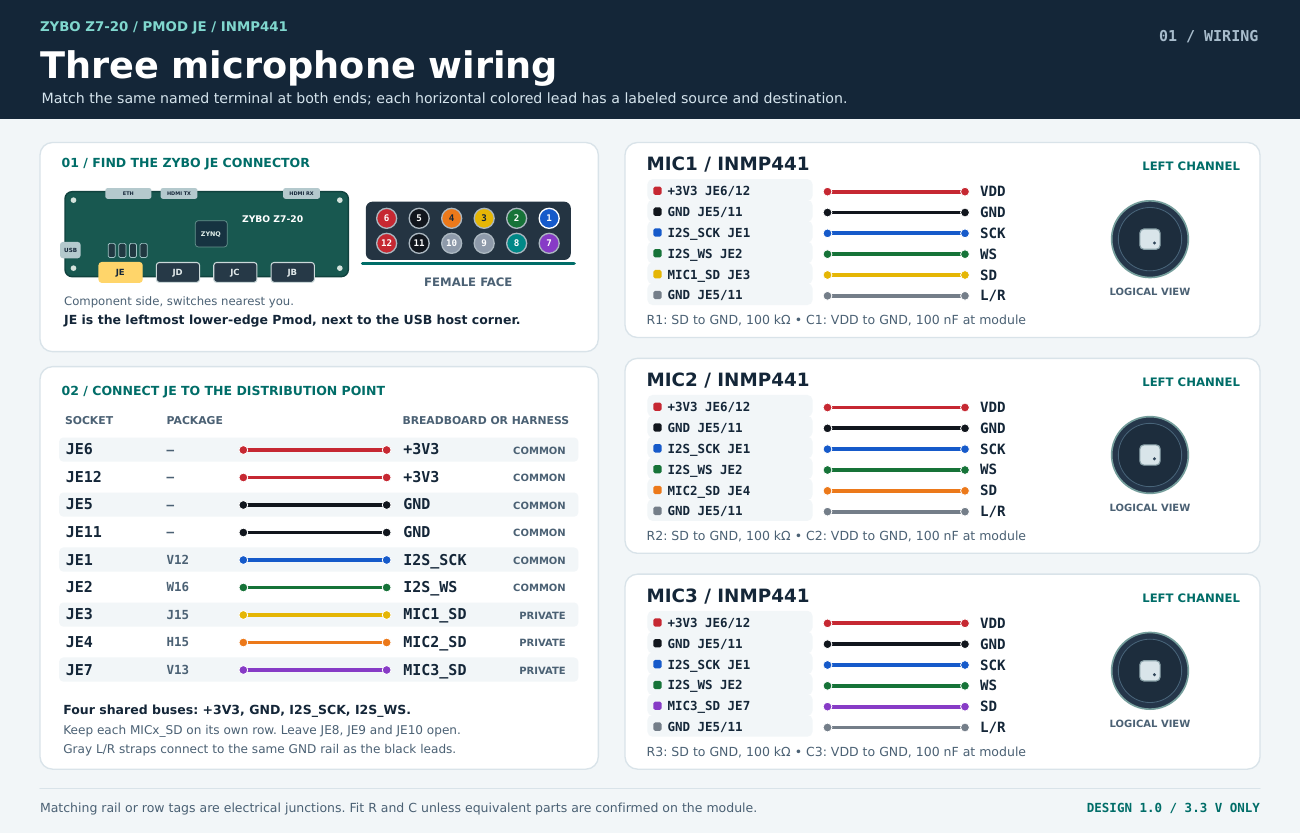 ZYBO Z7-20 / PMOD JE / INMP441
01 / WIRING
Three microphone wiring
Match the same named terminal at both ends; each horizontal colored lead has a labeled source and destination.
01 / FIND THE ZYBO JE CONNECTOR
ETH HDMI TX HDMI RX
ZYBO Z7-20
ZYNQ
USB
JE JD JC JB
6 5 4 3 2 1
12 11 10 9 8 7
FEMALE FACE
Component side, switches nearest you.
JE is the leftmost lower-edge Pmod, next to the USB host corner.
02 / CONNECT JE TO THE DISTRIBUTION POINT
SOCKET PACKAGE BREADBOARD OR HARNESS
JE6 — +3V3 COMMON
JE12 — +3V3 COMMON
JE5 — GND COMMON
JE11 — GND COMMON
JE1 V12 I2S_SCK COMMON
JE2 W16 I2S_WS COMMON
JE3 J15 MIC1_SD PRIVATE
JE4 H15 MIC2_SD PRIVATE
JE7 V13 MIC3_SD PRIVATE
Four shared buses: +3V3, GND, I2S_SCK, I2S_WS.
Keep each MICx_SD on its own row. Leave JE8, JE9 and JE10 open.
Gray L/R straps connect to the same GND rail as the black leads.
MIC1 / INMP441
LEFT CHANNEL
+3V3 JE6/12 VDD
GND JE5/11 GND
I2S_SCK JE1 SCK
I2S_WS JE2 WS
MIC1_SD JE3 SD
GND JE5/11 L/R
LOGICAL VIEW
R1: SD to GND, 100 kΩ • C1: VDD to GND, 100 nF at module
MIC2 / INMP441
LEFT CHANNEL
+3V3 JE6/12 VDD
GND JE5/11 GND
I2S_SCK JE1 SCK
I2S_WS JE2 WS
MIC2_SD JE4 SD
GND JE5/11 L/R
LOGICAL VIEW
R2: SD to GND, 100 kΩ • C2: VDD to GND, 100 nF at module
MIC3 / INMP441
LEFT CHANNEL
+3V3 JE6/12 VDD
GND JE5/11 GND
I2S_SCK JE1 SCK
I2S_WS JE2 WS
MIC3_SD JE7 SD
GND JE5/11 L/R
LOGICAL VIEW
R3: SD to GND, 100 kΩ • C3: VDD to GND, 100 nF at module
Matching rail or row tags are electrical junctions. Fit R and C unless equivalent parts are confirmed on the module.
DESIGN 1.0 / 3.3 V ONLY